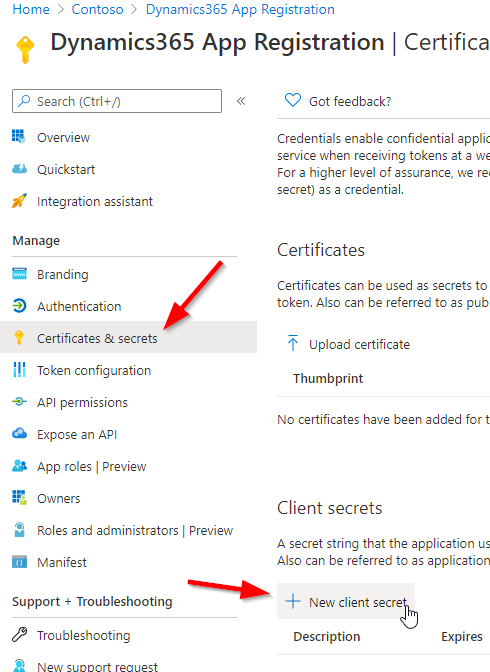 Home > Contoso > Dynamics365 App Registration
Dynamics365 App Registration | Certifica
Search (Ctrl+/)
«
Overview
Quickstart
Integration assistant
Manage
Branding
Authentication
Certificates & secrets
Token configuration
API permissions
Expose an API
App roles | Preview
Owners
Roles and administrators | Preview
Manifest
Support + Troubleshooting
Troubleshooting
New support request
Got feedback?
Credentials enable confidential applic
service when receiving tokens at a we
For a higher level of assurance, we rec
secret) as a credential.
Certificates
Certificates can be used as secrets to
token. Also can be referred to as pub
Upload certificate
Thumbprint
No certificates have been added for t
Client secrets
A secret string that the application us
Also can be referred to as application
New client secret
Description Expires